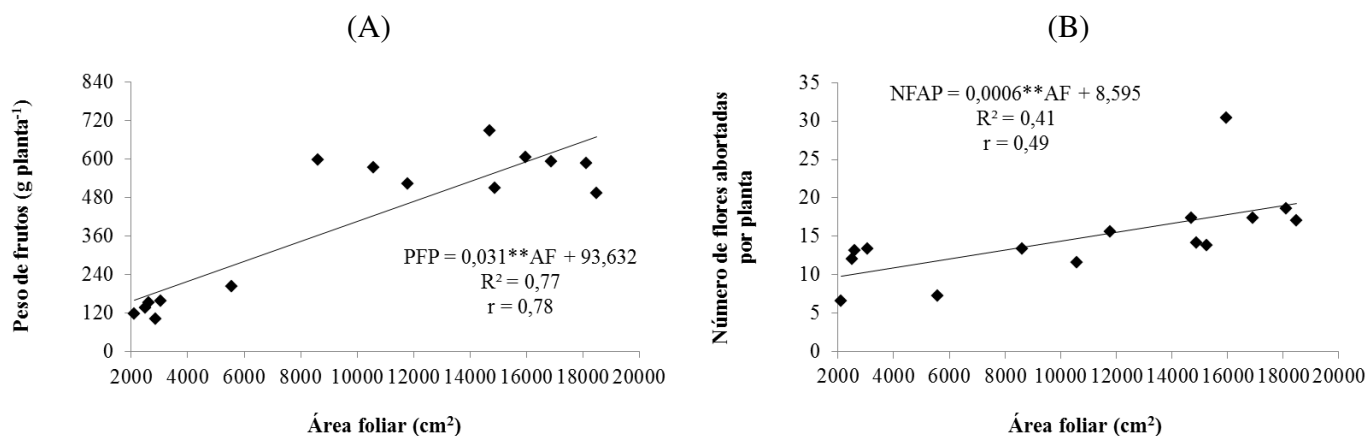 (A)
Peso de frutos (g planta⁻¹)
840
720
600
480
360
240
120
0
PFP = 0,031**AF + 93,632
R² = 0,77
r = 0,78
2000 4000 6000 8000 10000 12000 14000 16000 18000 20000
Área foliar (cm²)
(B)
Número de flores abortadas
por planta
35
30
25
20
15
10
5
0
NFAP = 0,0006**AF + 8,595
R² = 0,41
r = 0,49
2000 4000 6000 8000 10000 12000 14000 16000 18000 20000
Área foliar (cm²)